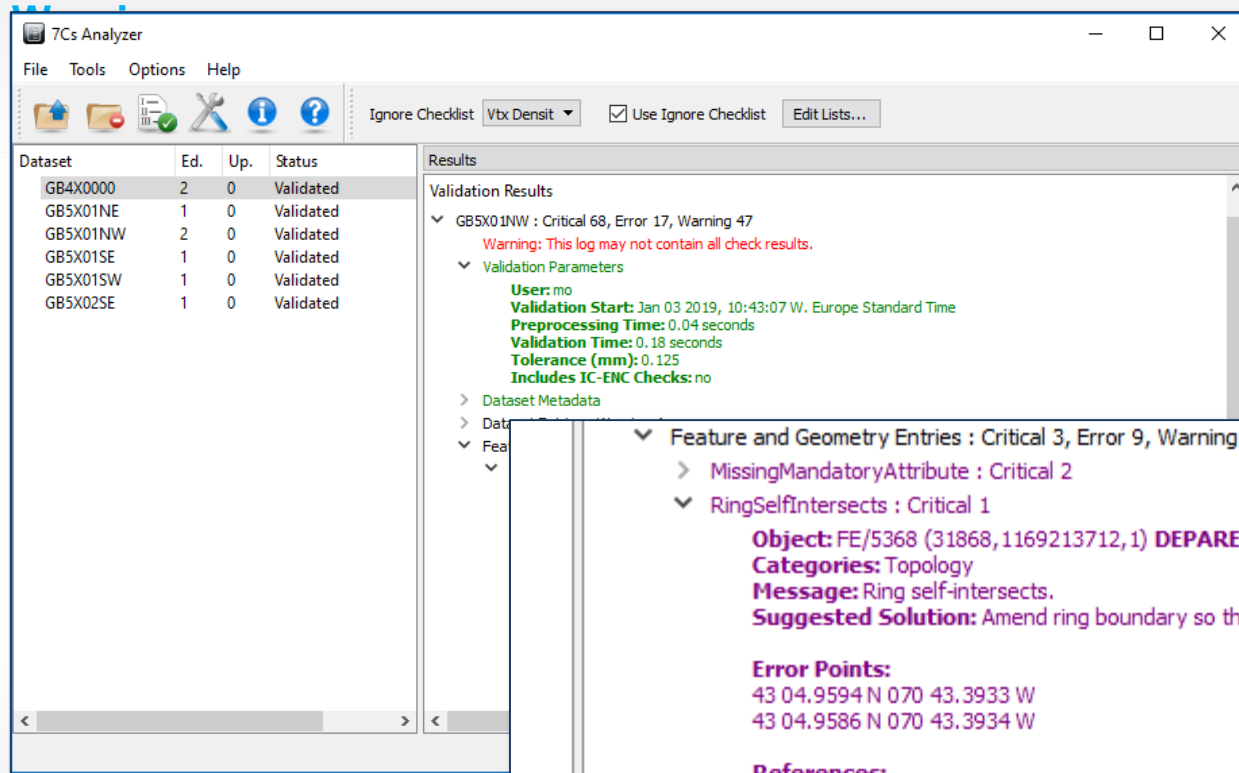 7Cs Analyzer
File Tools Options Help
Ignore Checklist Vtx Densit Use Ignore Checklist Edit Lists...
Dataset Ed. Up. Status
GB4X0000 2 0 Validated
GB5X01NE 1 0 Validated
GB5X01NW 2 0 Validated
GB5X01SE 1 0 Validated
GB5X01SW 1 0 Validated
GB5X02SE 1 0 Validated
Results
Validation Results
GB5X01NW : Critical 68, Error 17, Warning 47
Warning: This log may not contain all check results.
Validation Parameters
User: mo
Validation Start: Jan 03 2019, 10:43:07 W. Europe Standard Time
Preprocessing Time: 0.04 seconds
Validation Time: 0.18 seconds
Tolerance (mm): 0.125
Includes IC-ENC Checks: no
Dataset Metadata
Data
Fea
Feature and Geometry Entries : Critical 3, Error 9, Warning
MissingMandatoryAttribute : Critical 2
RingSelfIntersects : Critical 1
Object: FE/5368 (31868,1169213712,1) DEPARE
Categories: Topology
Message: Ring self-intersects.
Suggested Solution: Amend ring boundary so th
Error Points:
43 04.9594 N 070 43.3933 W
43 04.9586 N 070 43.3934 W
References: